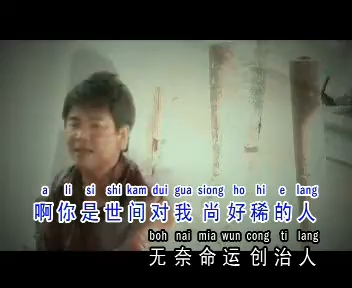 a li si shi kam dui gua siong ho hi e lang
啊你是世间对我尚好稀的人
boh nai mia wun cong ti lang
无奈命运创治人